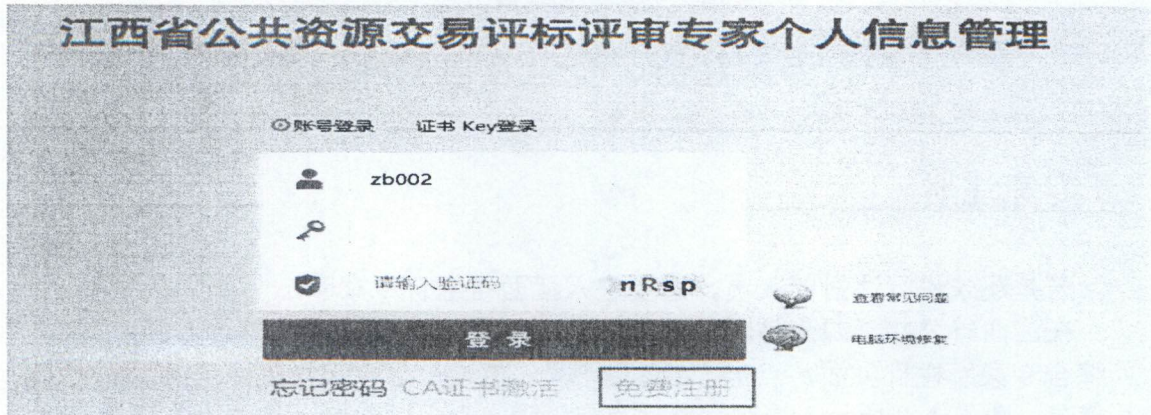 江西省公共资源交易评标评审专家个人信息管理
账号登录 证书 Key登录
zb002
请输入验证码 nRsp
查看常见问题
登录
电脑环境修复
忘记密码 CA证书激活 免费注册